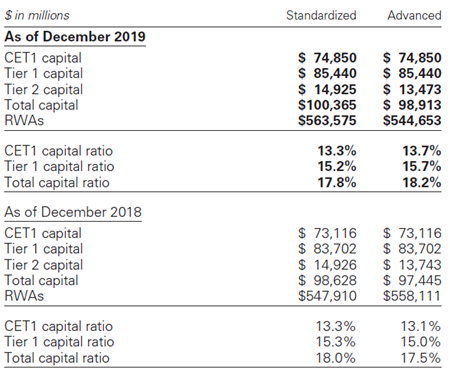 $ in millions Standardized Advanced
As of December 2019
CET1 capital $ 74,850 $ 74,850
Tier 1 capital $ 85,440 $ 85,440
Tier 2 capital $ 14,925 $ 13,473
Total capital $100,365 $ 98,913
RWAs $563,575 $544,653
CET1 capital ratio 13.3% 13.7%
Tier 1 capital ratio 15.2% 15.7%
Total capital ratio 17.8% 18.2%
As of December 2018
CET1 capital $ 73,116 $ 73,116
Tier 1 capital $ 83,702 $ 83,702
Tier 2 capital $ 14,926 $ 13,743
Total capital $ 98,628 $ 97,445
RWAs $547,910 $558,111
CET1 capital ratio 13.3% 13.1%
Tier 1 capital ratio 15.3% 15.0%
Total capital ratio 18.0% 17.5%